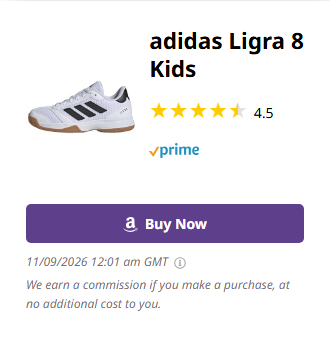 adidas Ligra 8
Kids
4.5
prime
Buy Now
11/09/2026 12:01 am GMT
We earn a commission if you make a purchase, at
no additional cost to you.